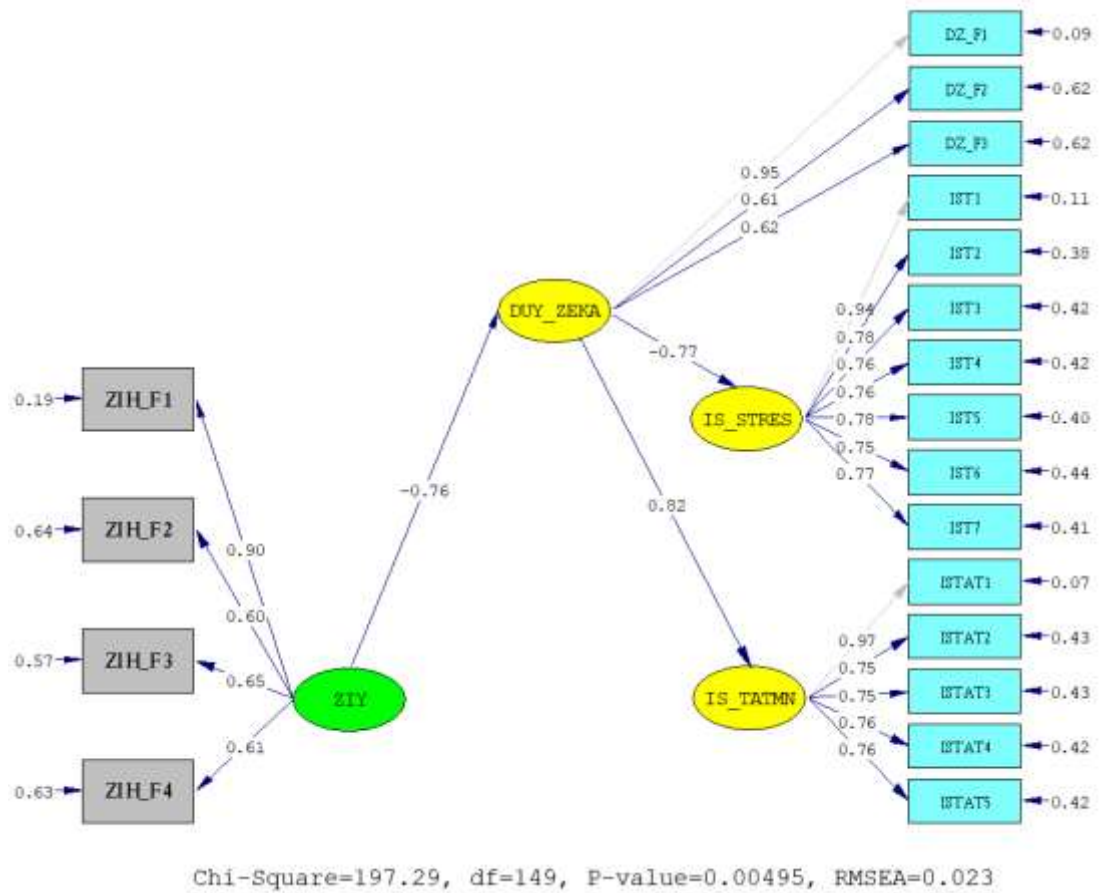 DZ_F1
0.09
DZ_F2
0.62
DZ_F3
0.62
0.95
0.61
0.62
IST1
0.11
IST2
0.38
IST3
0.42
IST4
0.42
IST5
0.40
IST6
0.44
IST7
0.41
0.94
0.78
0.76
0.76
0.78
0.75
0.77
DUY_ZEKA
-0.77
IS_STRES
-0.76
0.82
0.19
ZIH_F1
0.64
ZIH_F2
0.57
ZIH_F3
0.63
ZIH_F4
0.90
0.60
0.65
0.61
ZIY
IS_TATMN
0.97
0.75
0.75
0.76
0.76
ISTAT1
0.07
ISTAT2
0.43
ISTAT3
0.43
ISTAT4
0.42
ISTAT5
0.42
Chi-Square=197.29, df=149, P-value=0.00495, RMSEA=0.023